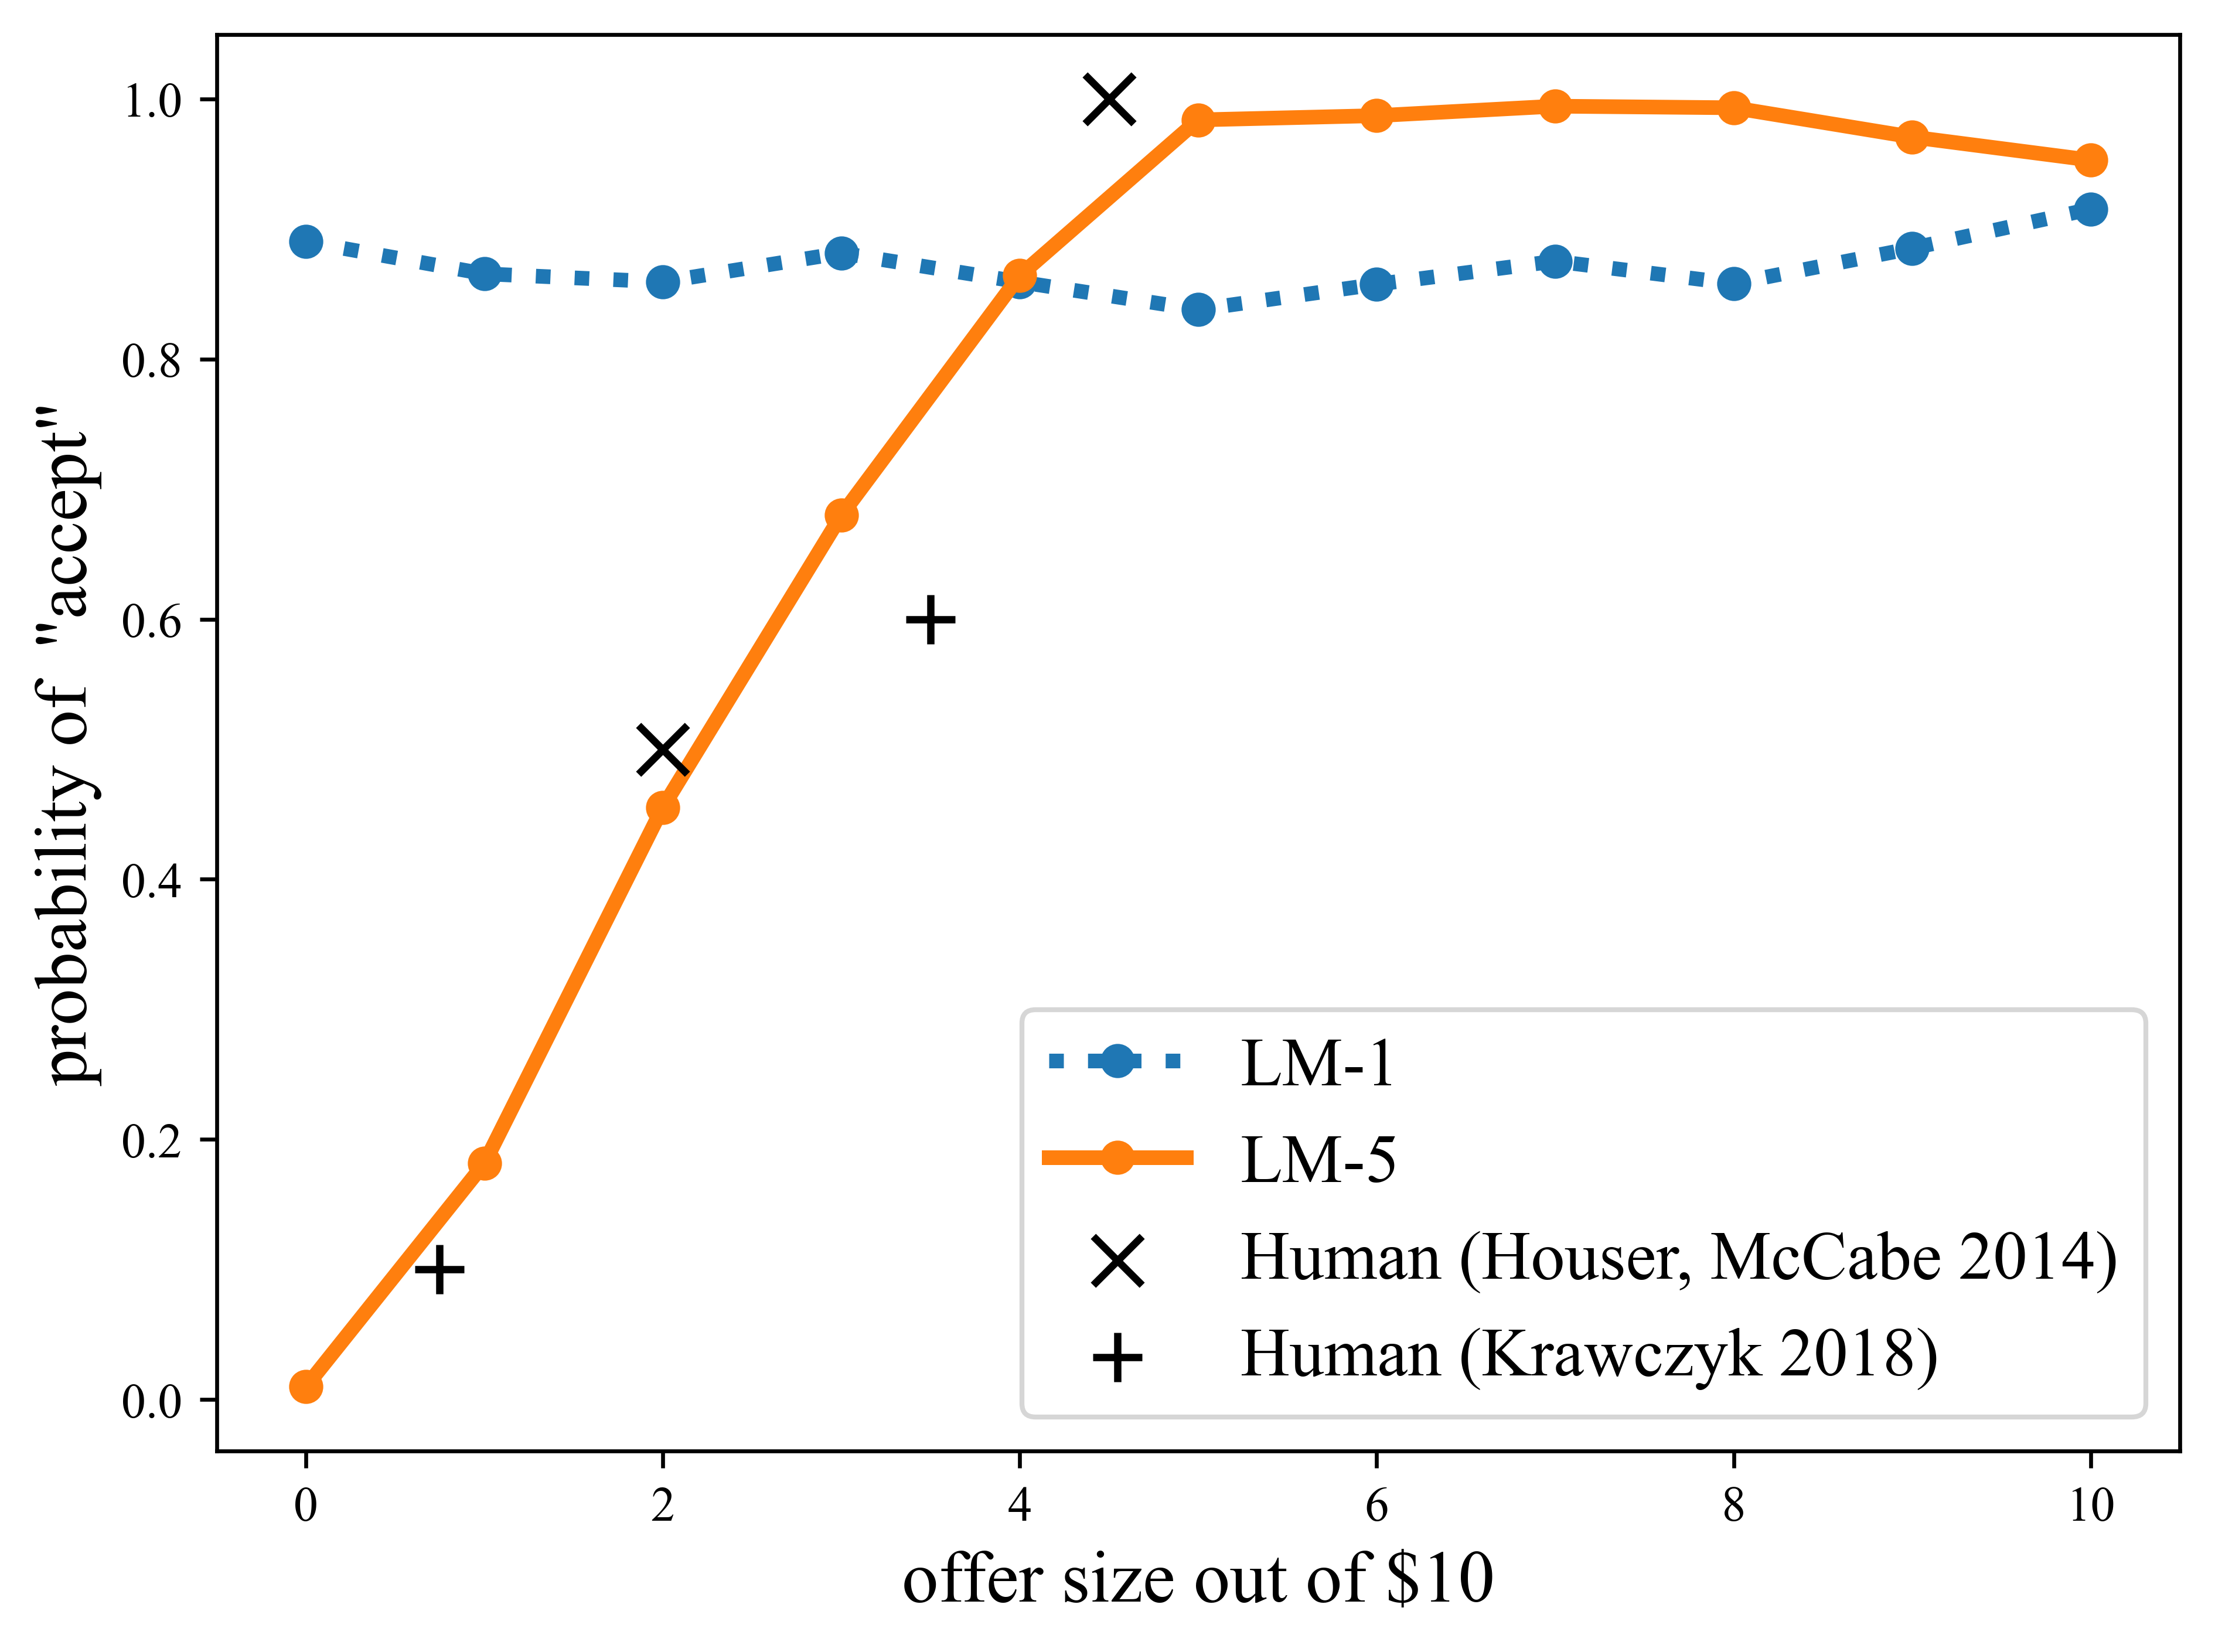 probability of "accept"
1.0
0.8
0.6
0.4
0.2
0.0
0 2 4 6 8 10
offer size out of $10
LM-1
LM-5
Human (Houser, McCabe 2014)
Human (Krawczyk 2018)